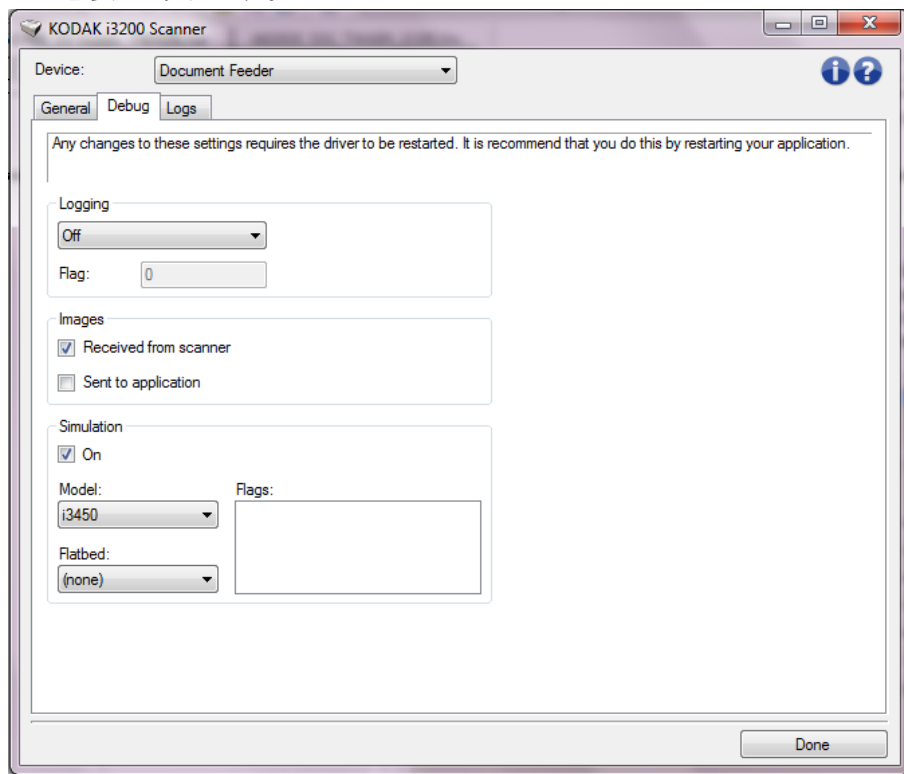 KODAK i3200 Scanner
Device: Document Feeder
General Debug Logs
Any changes to these settings requires the driver to be restarted. It is recommend that you do this by restarting your application.
Logging
Off
Flag: 0
Images
Received from scanner
Sent to application
Simulation
On
Model: Flags:
i3450
Flatbed:
(none)
Done